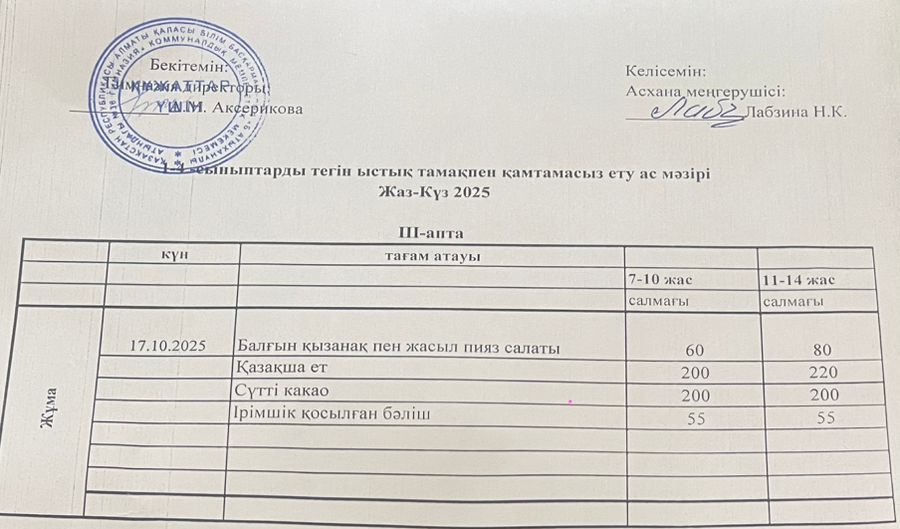 Бекітемін:
Гимназия директоры:
ҚҰЖАТТАР
ҮШІН
А.М. Аксерикова
Келісемін:
Асхана меңгерушісі:
Лабзина Н.К.
1-4 -сыныптарды тегін ыстық тамақпен қамтамасыз ету ас мәзірі
Жаз-Күз 2025
III-апта
күн тағам атауы
7-10 жас 11-14 жас
салмағы салмағы
Жұма
17.10.2025 Балғын қызанақ пен жасыл пияз салаты 60 80
Қазақша ет 200 220
Сүтті какао 200 200
Ірімшік қосылған бәліш 55 55